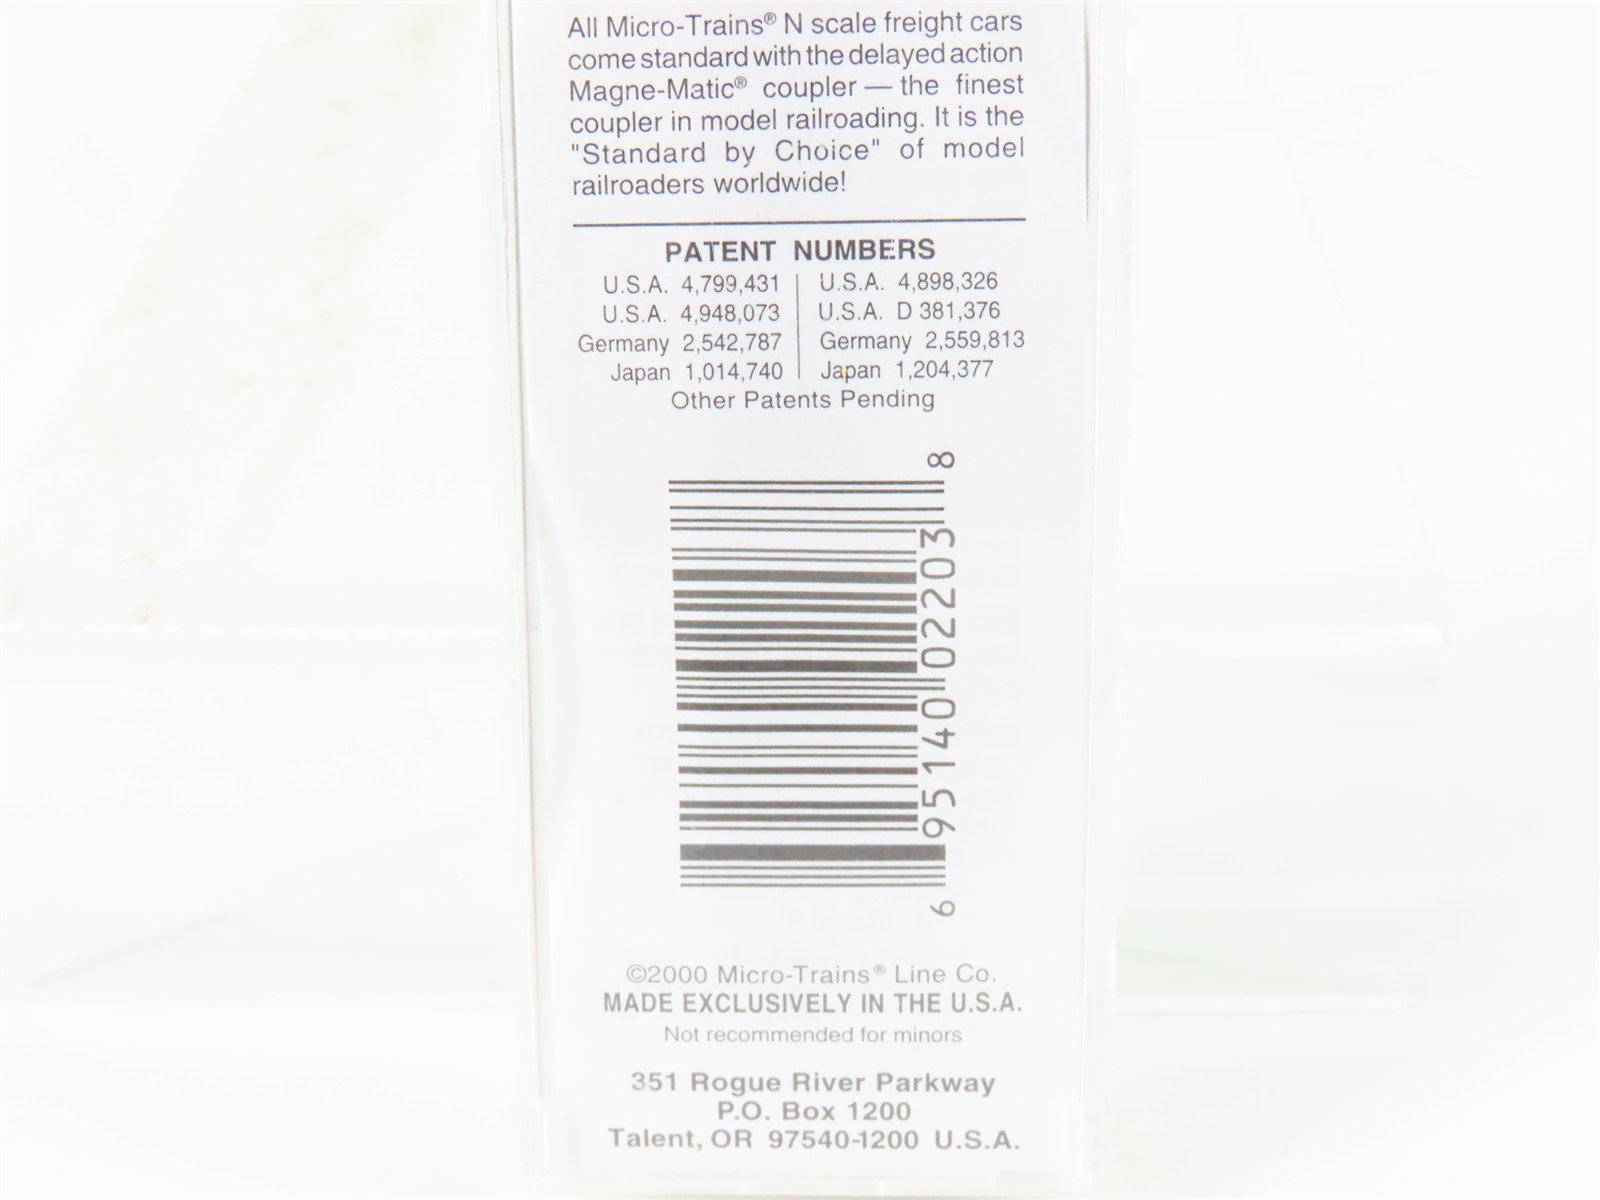 All Micro-Trains® N scale freight cars
come standard with the delayed action
Magne-Matic® coupler — the finest
coupler in model railroading. It is the
"Standard by Choice" of model
railroaders worldwide!
PATENT NUMBERS
U.S.A. 4,799,431 | U.S.A. 4,898,326
U.S.A. 4,948,073 | U.S.A. D 381,376
Germany 2,542,787 | Germany 2,559,813
Japan 1,014,740 | Japan 1,204,377
Other Patents Pending
6 95140 02203 8
©2000 Micro-Trains® Line Co.
MADE EXCLUSIVELY IN THE U.S.A.
Not recommended for minors
351 Rogue River Parkway
P.O. Box 1200
Talent, OR 97540-1200 U.S.A.